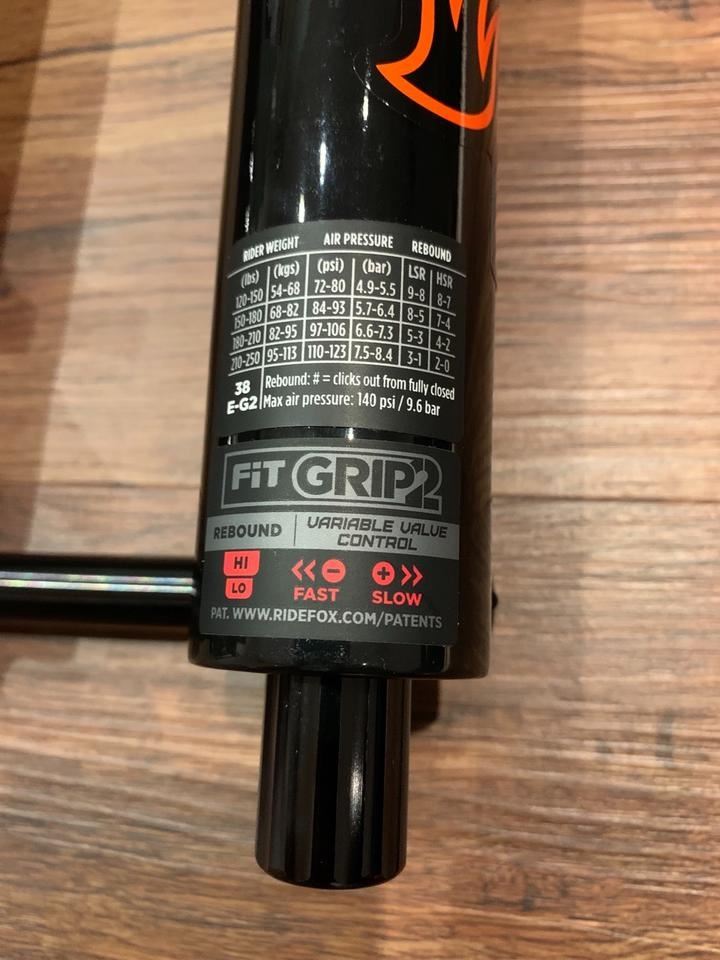 RIDER WEIGHT AIR PRESSURE REBOUND
(lbs) (kgs) (psi) (bar) LSR HSR
120-150 54-68 72-80 4.9-5.5 9-8 8-7
150-180 68-82 84-93 5.7-6.4 8-5 7-4
180-210 82-95 97-106 6.6-7.3 5-3 4-2
210-250 95-113 110-123 7.5-8.4 3-1 2-0
38 Rebound: # = clicks out from fully closed
E-G2 Max air pressure: 140 psi / 9.6 bar
FiT GRIP2
REBOUND VARIABLE VALVE
CONTROL
HI
LO
FAST SLOW
PAT. WWW.RIDEFOX.COM/PATENTS